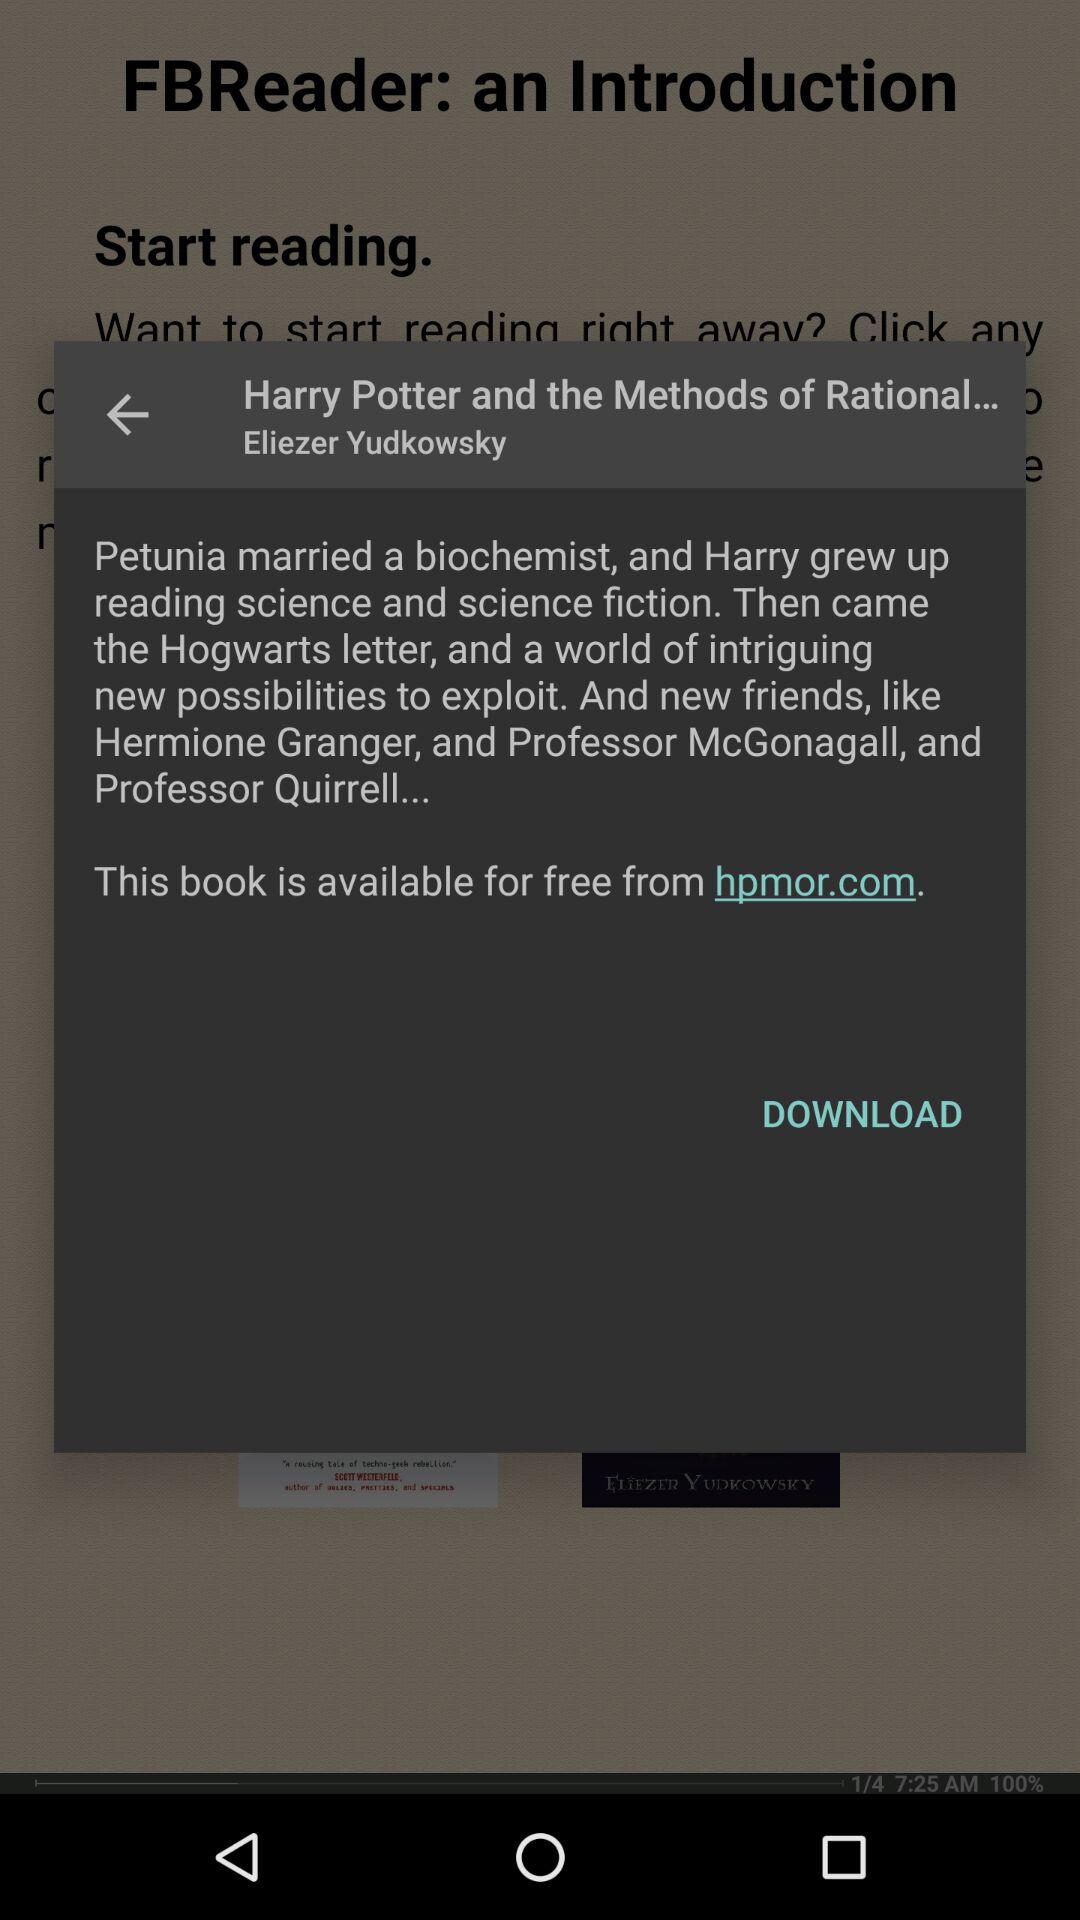 FBReader: an Introduction
Start reading.
Want to start reading right away? Click any
Harry Potter and the Methods of Rational...
Eliezer Yudkowsky
Petunia married a biochemist, and Harry grew up
reading science and science fiction. Then came
the Hogwarts letter, and a world of intriguing
new possibilities to exploit. And new friends, like
Hermione Granger, and Professor McGonagall, and
Professor Quirrell...
This book is available for free from hpmor.com.
DOWNLOAD
"A rousing tale of techno-geek rebellion."
SCOTT WESTERFELD,
author of UGLIES, PRETTIES, and SPECIALS
ELIEZER YUDKOWSKY
1/4 7:25 AM 100%